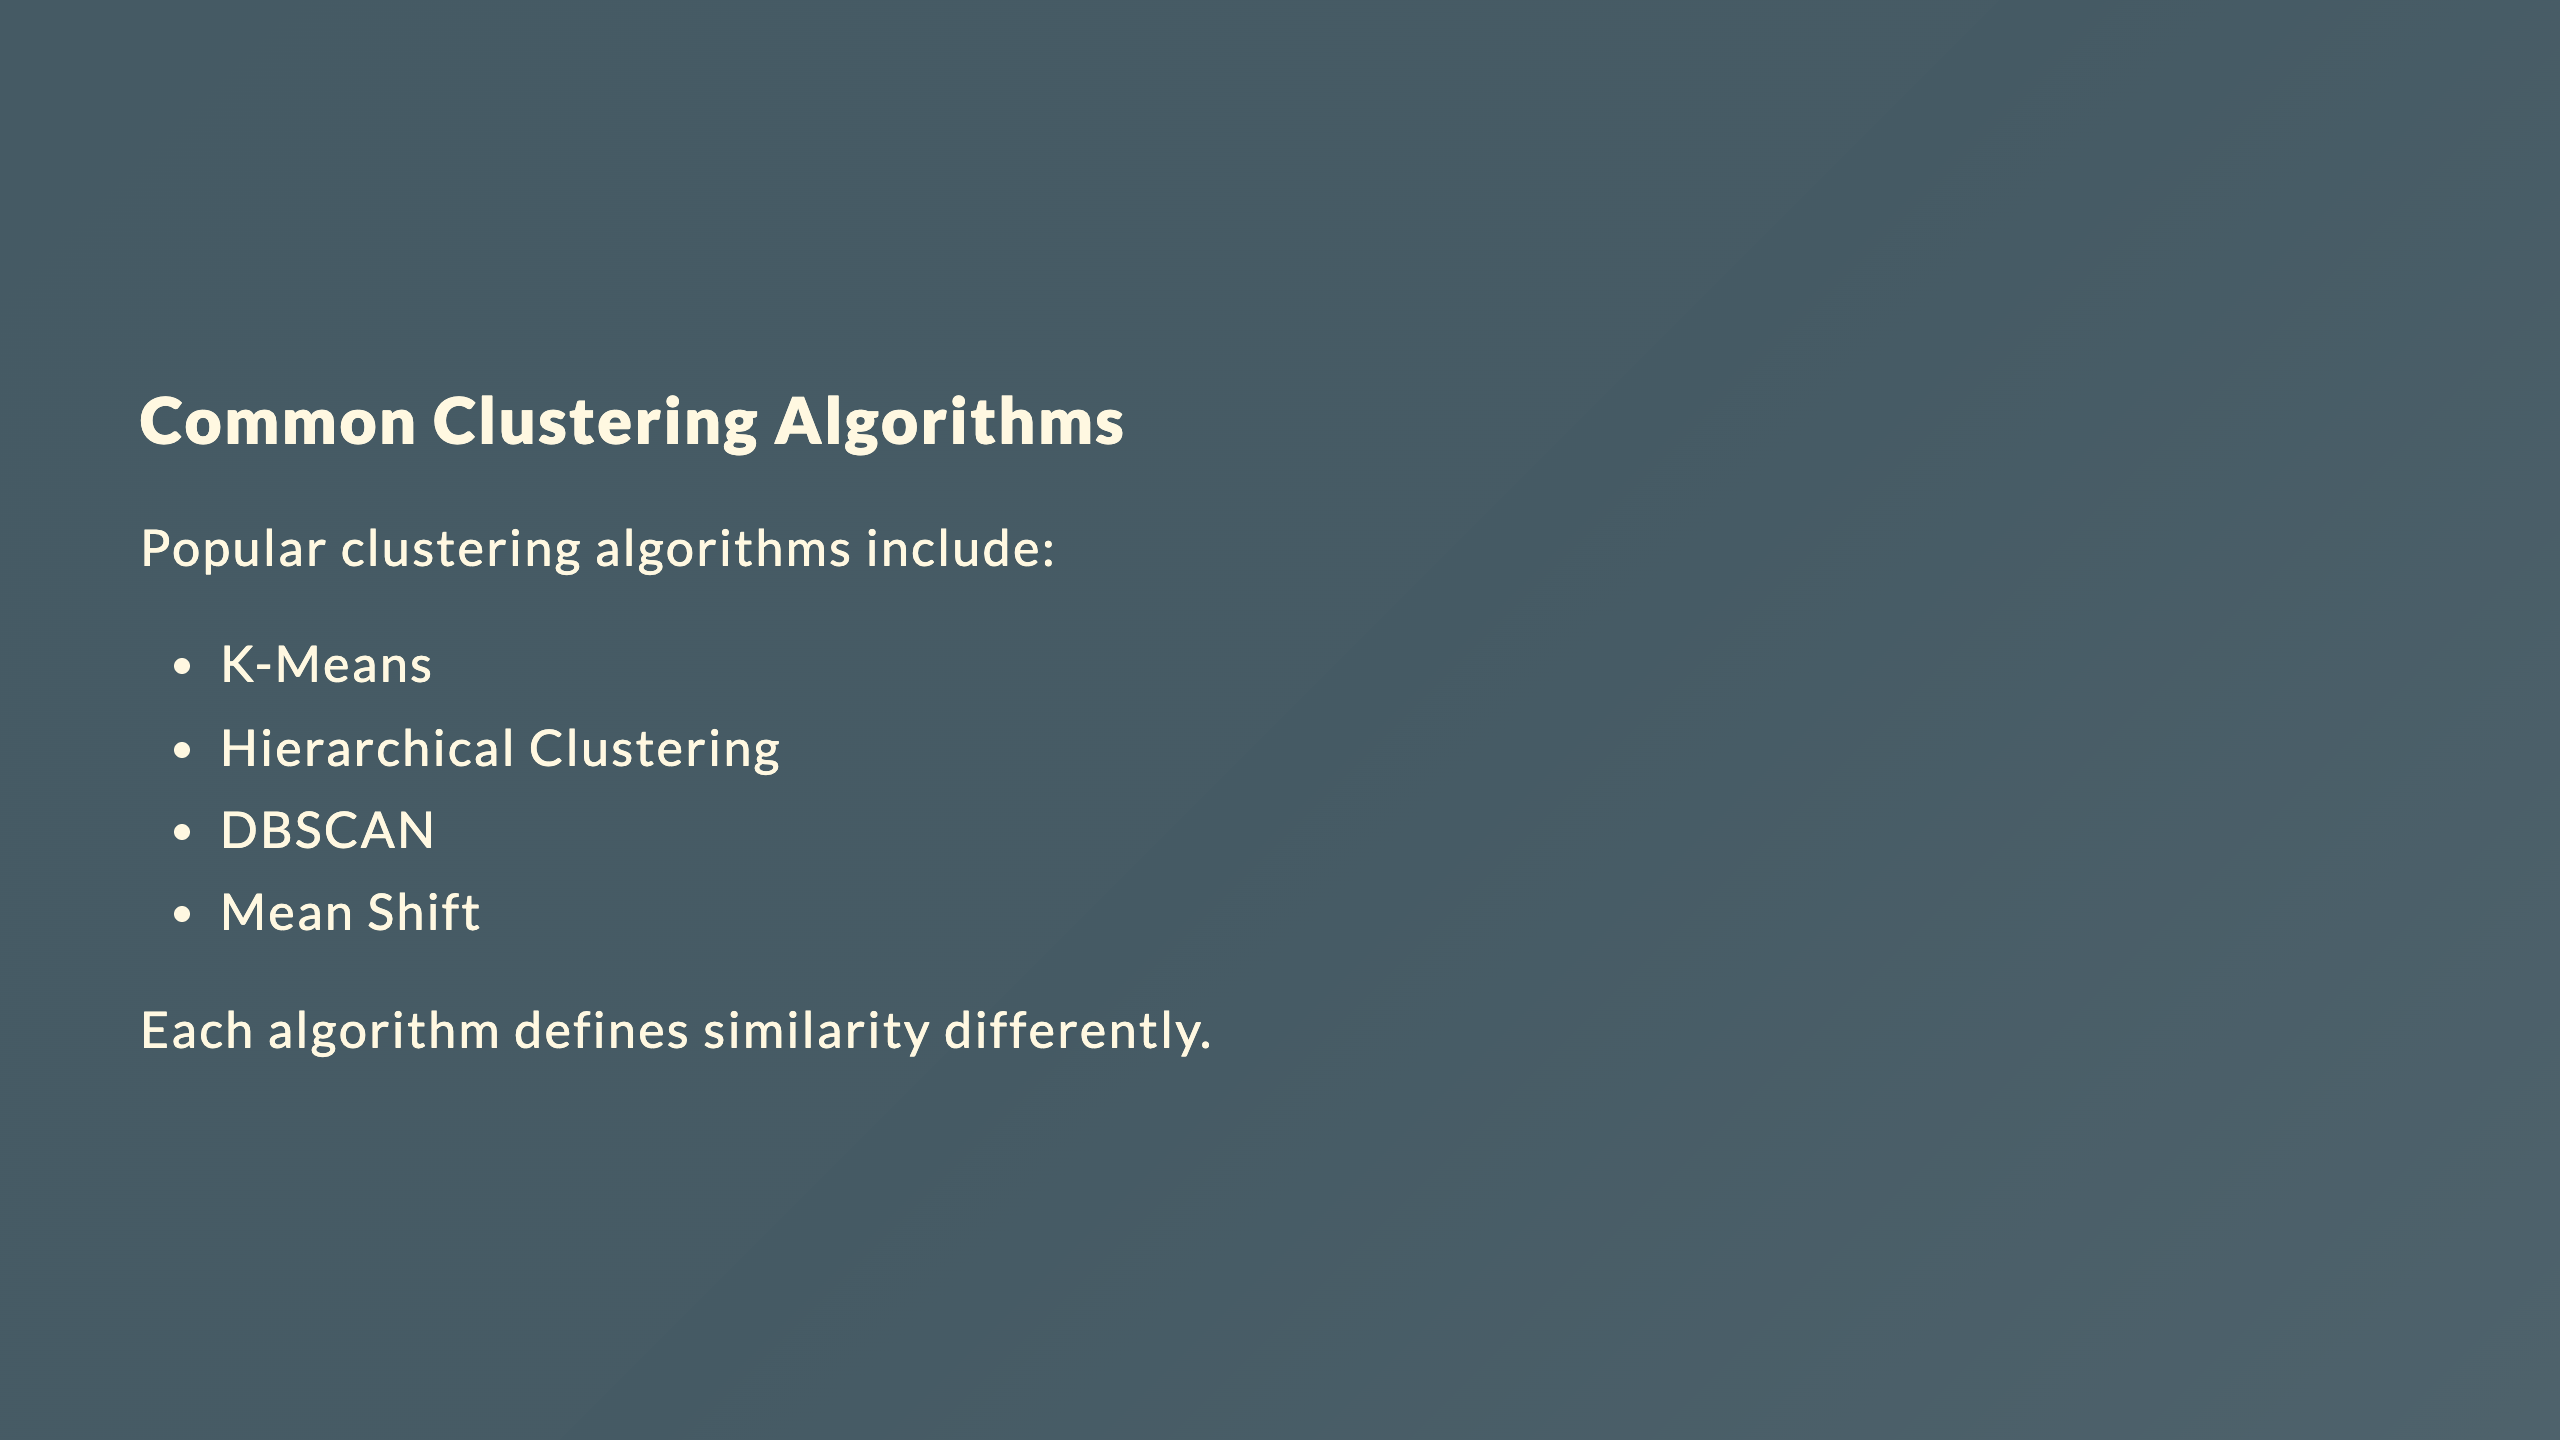 Common Clustering Algorithms
Popular clustering algorithms include:
• K-Means
• Hierarchical Clustering
• DBSCAN
• Mean Shift
Each algorithm defines similarity differently.